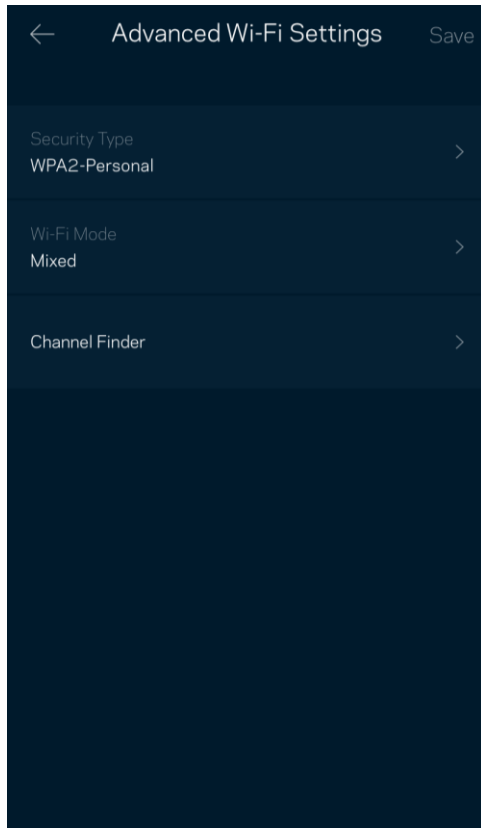 Advanced Wi-Fi Settings Save
Security Type
WPA2-Personal
Wi-Fi Mode
Mixed
Channel Finder